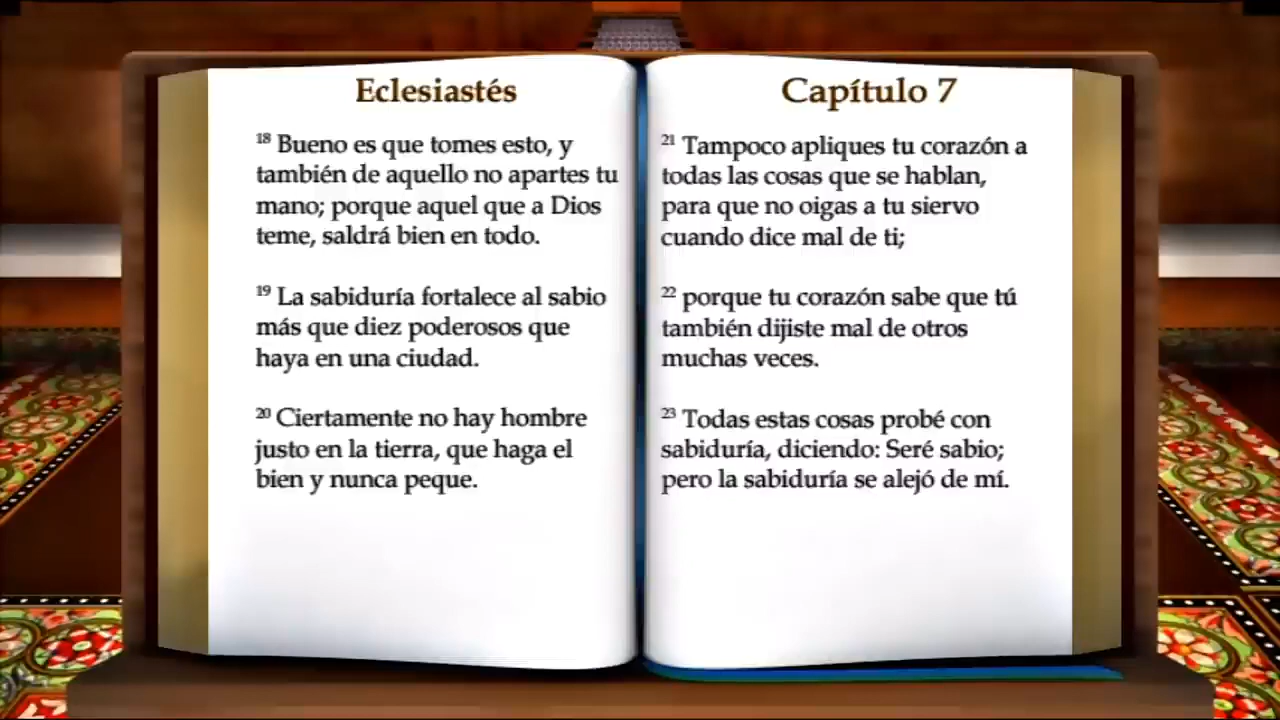 Eclesiastés
18 Bueno es que tomes esto, y
también de aquello no apartes tu
mano; porque aquel que a Dios
teme, saldrá bien en todo.
19 La sabiduría fortalece al sabio
más que diez poderosos que
haya en una ciudad.
20 Ciertamente no hay hombre
justo en la tierra, que haga el
bien y nunca peque.
Capítulo 7
21 Tampoco apliques tu corazón a
todas las cosas que se hablan,
para que no oigas a tu siervo
cuando dice mal de ti;
22 porque tu corazón sabe que tú
también dijiste mal de otros
muchas veces.
23 Todas estas cosas probé con
sabiduría, diciendo: Seré sabio;
pero la sabiduría se alejó de mí.